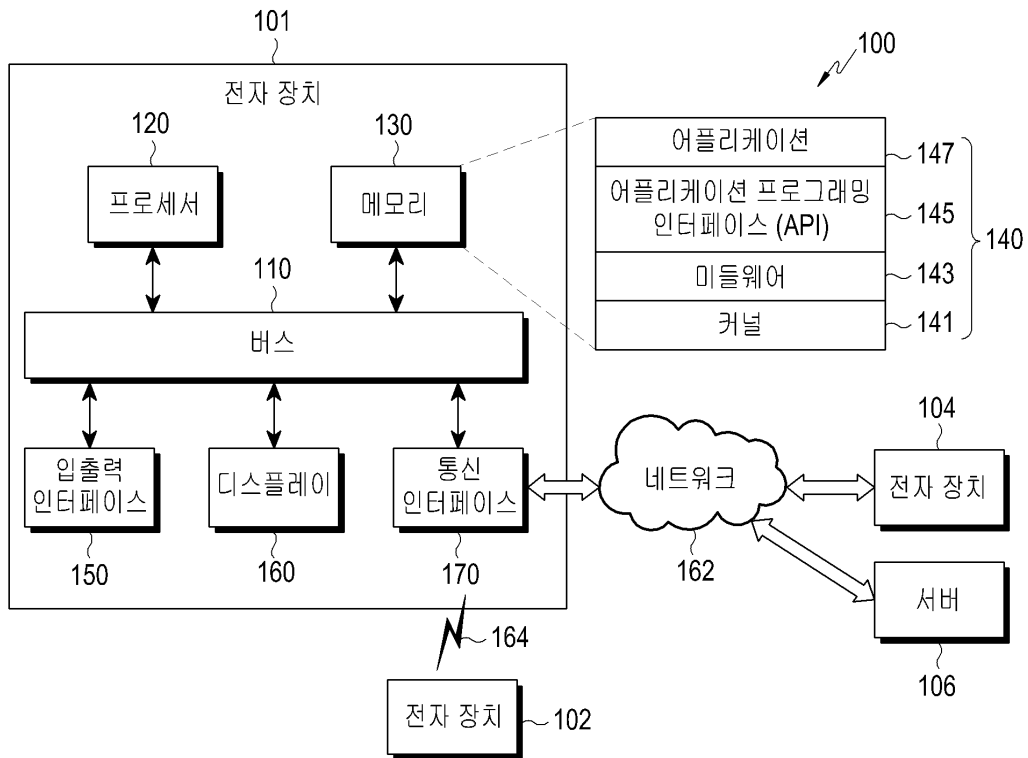 101
100
전자 장치
120
130
프로세서
메모리
어플리케이션
147
어플리케이션 프로그래밍
인터페이스 (API)
145
140
미들웨어
143
커널
141
110
버스
입출력
인터페이스
디스플레이
통신
인터페이스
150
160
170
네트워크
162
104
전자 장치
서버
106
164
전자 장치
102